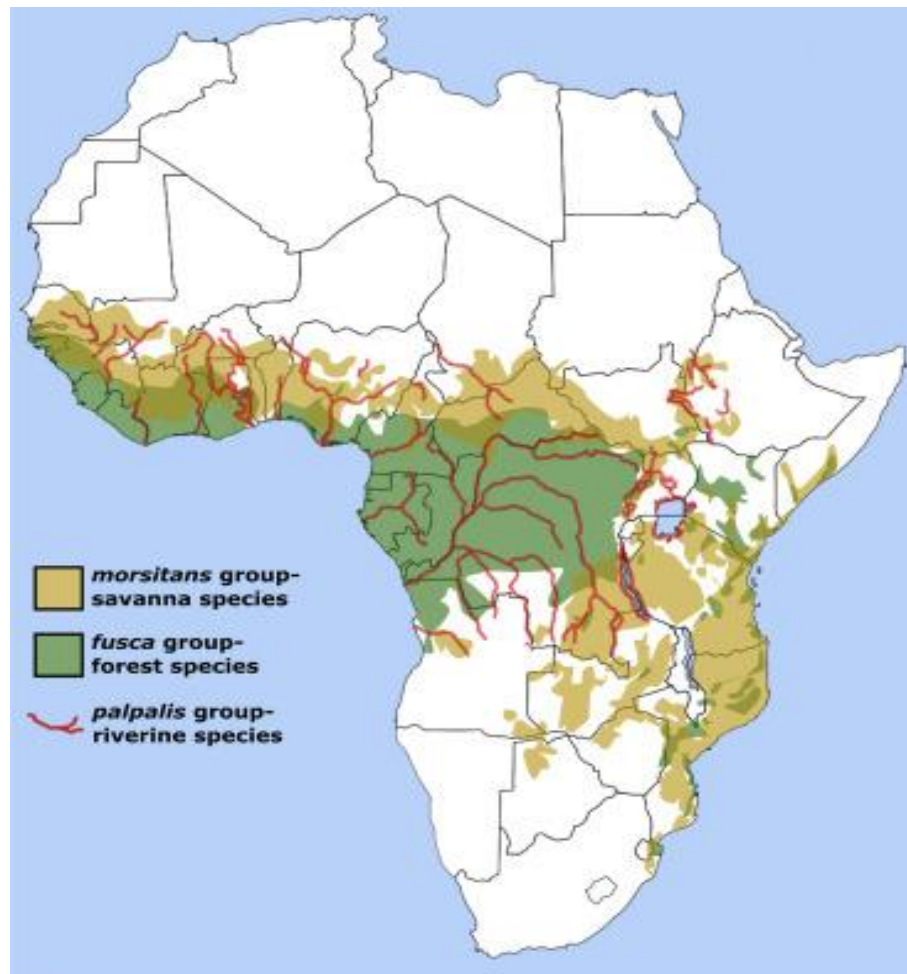 morsitans group-
savanna species
fusca group-
forest species
palpalis group-
riverine species